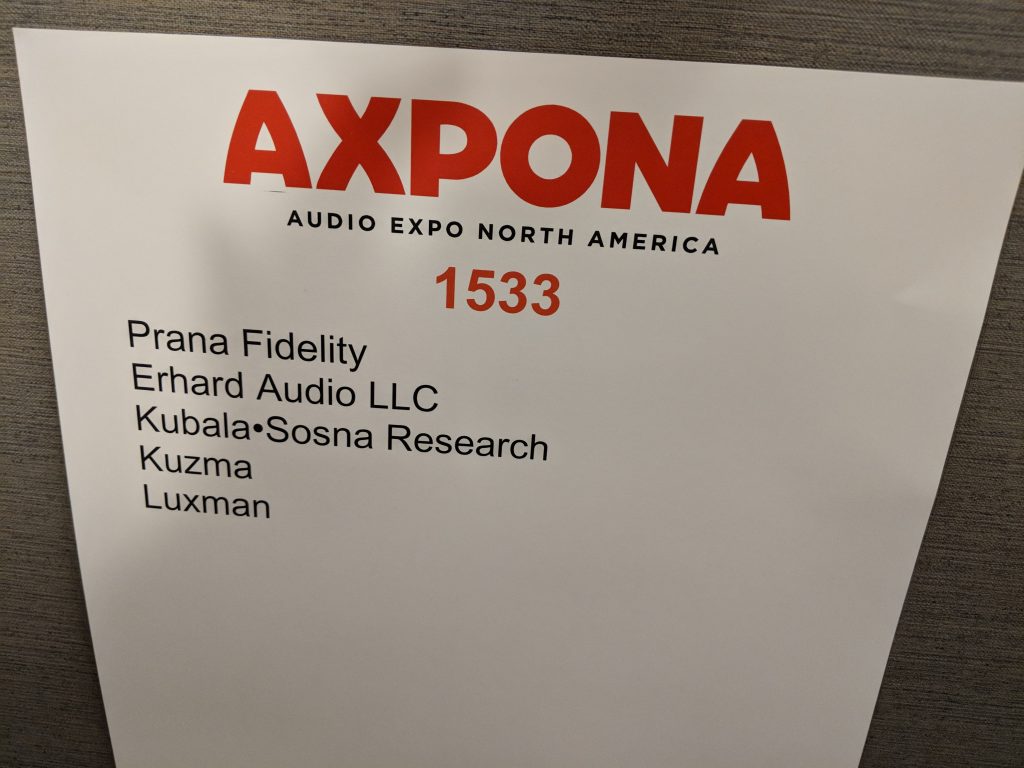 AXPONA
AUDIO EXPO NORTH AMERICA
1533
Prana Fidelity
Erhard Audio LLC
Kubala•Sosna Research
Kuzma
Luxman